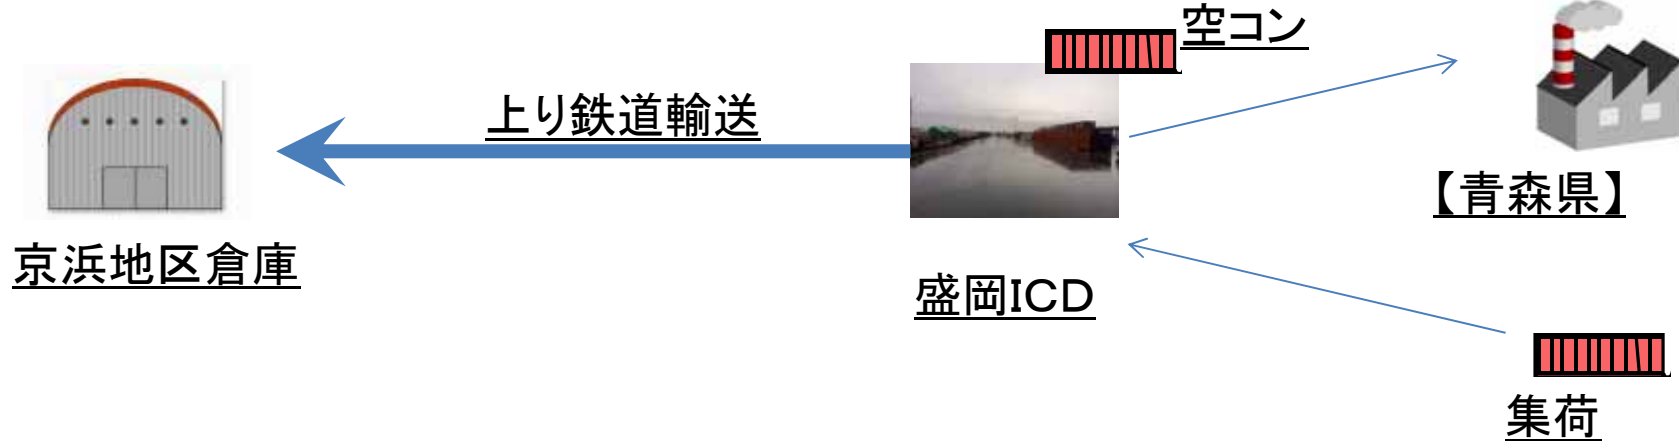 空コン
上り鉄道輸送
【青森県】
京浜地区倉庫
盛岡ICD
集荷